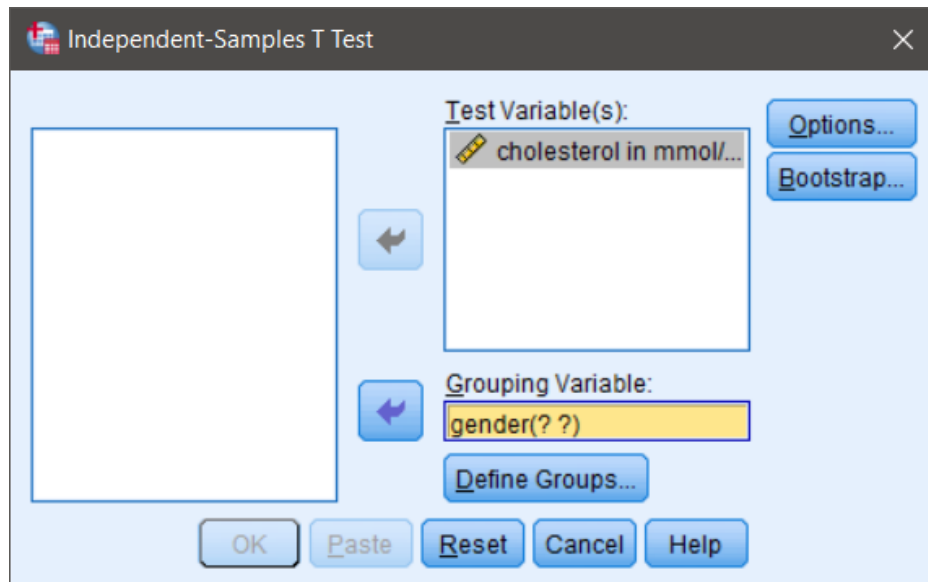 Independent-Samples T Test
Test Variable(s):
cholesterol in mmol/...
Options...
Bootstrap...
Grouping Variable:
gender(? ?)
Define Groups...
OK Paste Reset Cancel Help